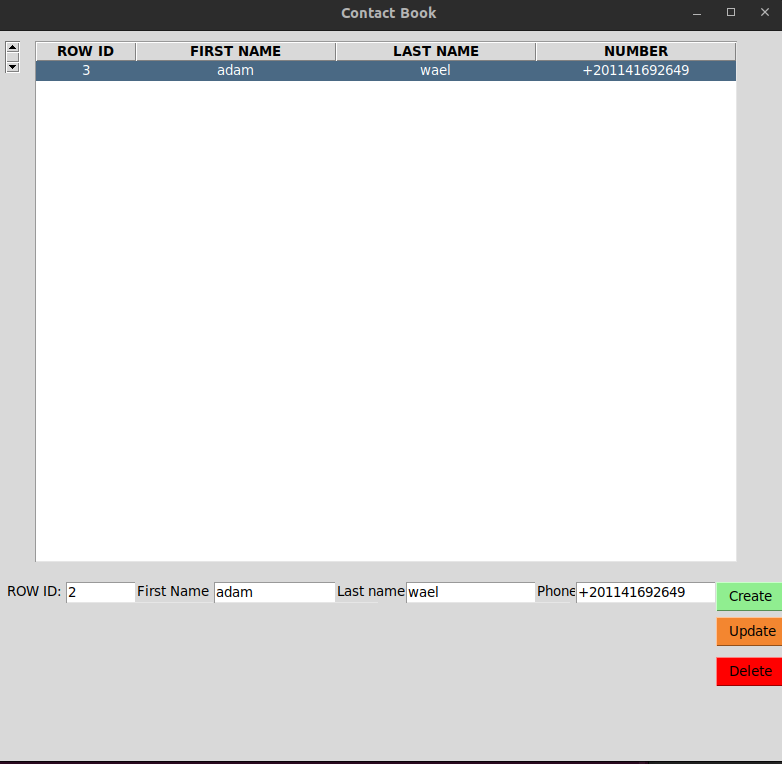 Contact Book
ROW ID FIRST NAME LAST NAME NUMBER
3 adam wael +201141692649
ROW ID: 2 First Name adam Last name wael Phone +201141692649 Create
Update
Delete